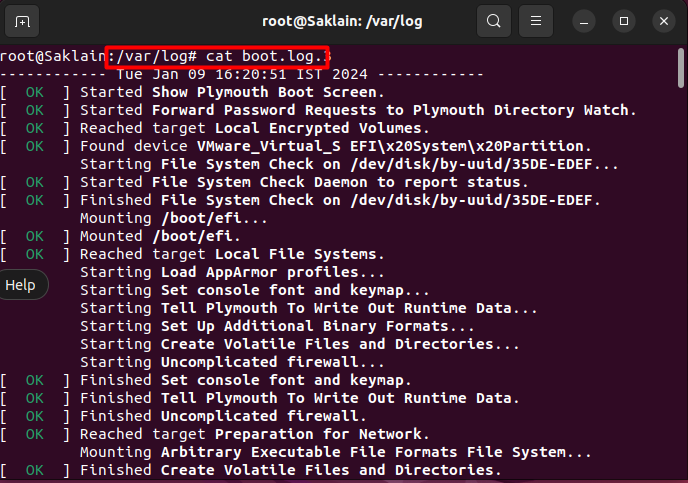 root@Saklain: /var/log
root@Saklain:/var/log# cat boot.log.3
------------ Tue Jan 09 16:20:51 IST 2024 ------------
[  OK  ] Started Show Plymouth Boot Screen.
[  OK  ] Started Forward Password Requests to Plymouth Directory Watch.
[  OK  ] Reached target Local Encrypted Volumes.
[  OK  ] Found device VMware_Virtual_S EFI\x20System\x20Partition.
         Starting File System Check on /dev/disk/by-uuid/35DE-EDEF...
[  OK  ] Started File System Check Daemon to report status.
[  OK  ] Finished File System Check on /dev/disk/by-uuid/35DE-EDEF.
         Mounting /boot/efi...
[  OK  ] Mounted /boot/efi.
[  OK  ] Reached target Local File Systems.
         Starting Load AppArmor profiles...
Help
         Starting Set console font and keymap...
         Starting Tell Plymouth To Write Out Runtime Data...
         Starting Set Up Additional Binary Formats...
         Starting Create Volatile Files and Directories...
         Starting Uncomplicated firewall...
[  OK  ] Finished Set console font and keymap.
[  OK  ] Finished Tell Plymouth To Write Out Runtime Data.
[  OK  ] Finished Uncomplicated firewall.
[  OK  ] Reached target Preparation for Network.
         Mounting Arbitrary Executable File Formats File System...
[  OK  ] Finished Create Volatile Files and Directories.